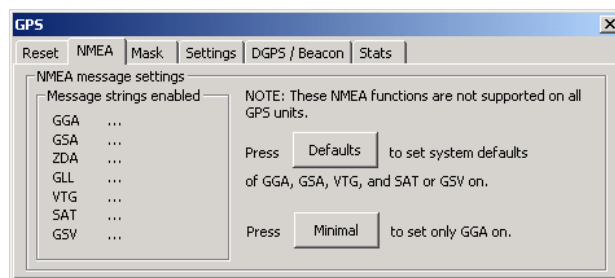 GPS
Reset NMEA Mask Settings DGPS / Beacon Stats
NMEA message settings
Message strings enabled
GGA ...
GSA ...
ZDA ...
GLL ...
VTG ...
SAT ...
GSV ...
NOTE: These NMEA functions are not supported on all
GPS units.
Press Defaults to set system defaults
of GGA, GSA, VTG, and SAT or GSV on.
Press Minimal to set only GGA on.